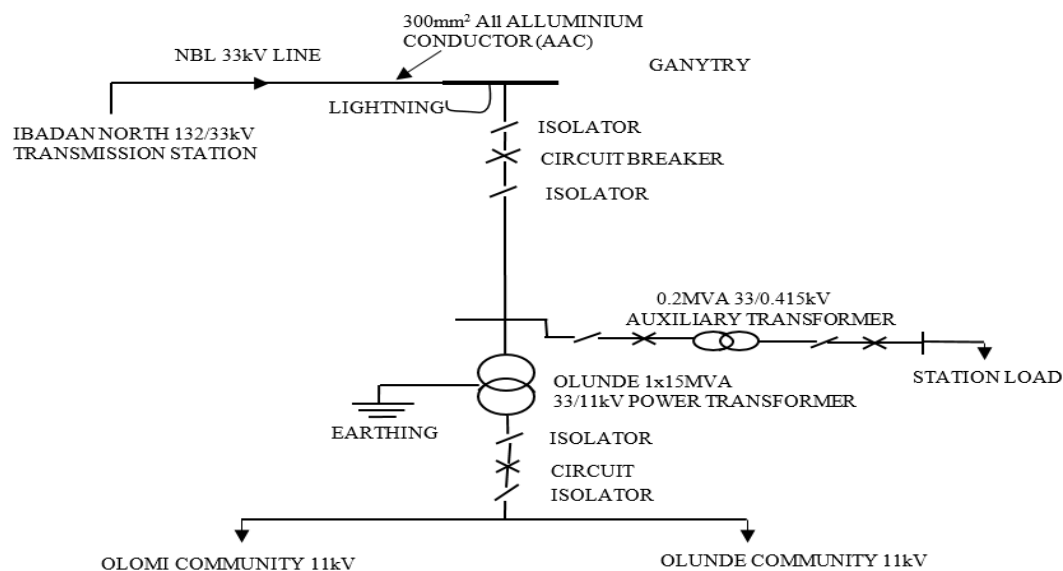 300mm² All ALLUMINIUM
CONDUCTOR (AAC)
NBL 33kV LINE
GANYTRY
LIGHTNING
IBADAN NORTH 132/33kV
TRANSMISSION STATION
ISOLATOR
CIRCUIT BREAKER
ISOLATOR
0.2MVA 33/0.415kV
AUXILIARY TRANSFORMER
STATION LOAD
OLUNDE 1x15MVA
33/11kV POWER TRANSFORMER
EARTHING
ISOLATOR
CIRCUIT
ISOLATOR
OLOMI COMMUNITY 11kV
OLUNDE COMMUNITY 11kV